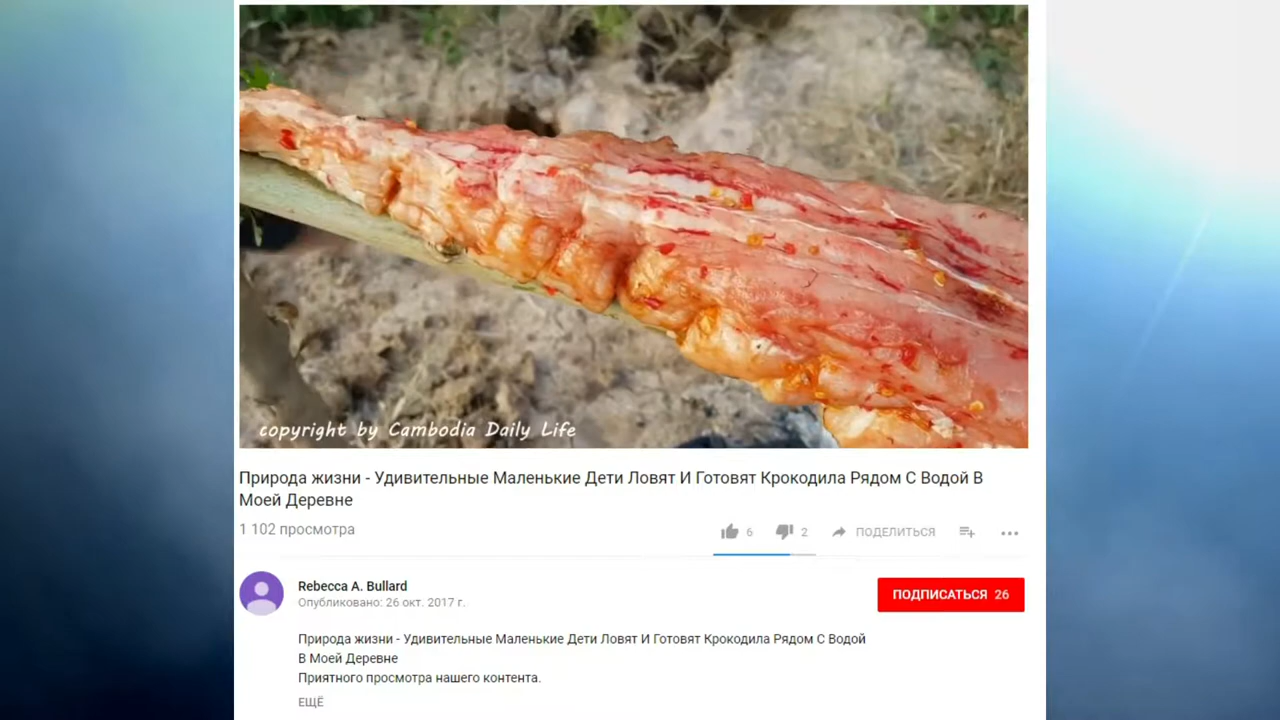 copyright by Cambodia Daily Life
Природа жизни - Удивительные Маленькие Дети Ловят И Готовят Крокодила Рядом С Водой В
Моей Деревне
1 102 просмотра
6 2 ПОДЕЛИТЬСЯ
Rebecca A. Bullard
Опубликовано: 26 окт. 2017 г.
ПОДПИСАТЬСЯ 26
Природа жизни - Удивительные Маленькие Дети Ловят И Готовят Крокодила Рядом С Водой
В Моей Деревне
Приятного просмотра нашего контента.
ЕЩЁ